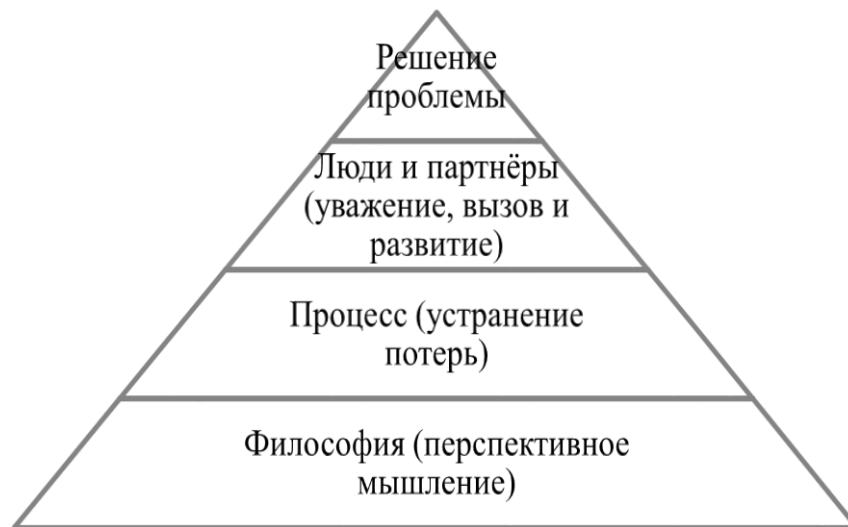 Решение
проблемы
Люди и партнёры
(уважение, вызов и
развитие)
Процесс (устранение
потерь)
Философия (перспективное
мышление)